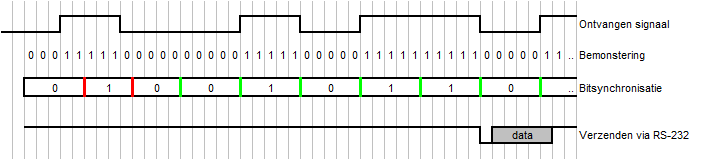 Ontvangen signaal
0 0 0 1 1 1 1 1 0 0 0 0 0 0 0 0 0 0 1 1 1 1 1 0 0 0 0 0 1 1 1 1 1 1 1 1 1 1 0 0 0 0 0 1 1 .. Bemonstering
0 1 0 0 1 0 1 1 0 .. Bitsynchronisatie
data Verzenden via RS-232